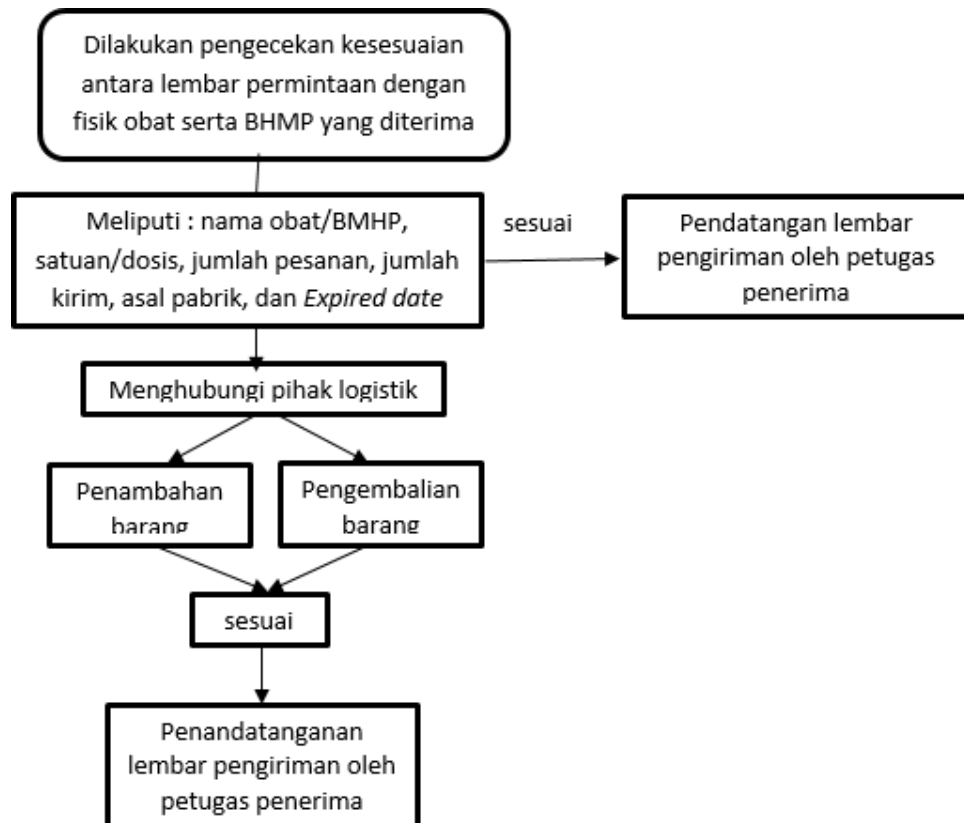 Dilakukan pengecekan kesesuaian
antara lembar permintaan dengan
fisik obat serta BHMP yang diterima
Meliputi : nama obat/BMHP,
satuan/dosis, jumlah pesanan, jumlah
kirim, asal pabrik, dan Expired date
sesuai
Pendatangan lembar
pengiriman oleh petugas
penerima
Menghubungi pihak logistik
Penambahan
barang
Pengembalian
barang
sesuai
Penandatanganan
lembar pengiriman oleh
petugas penerima